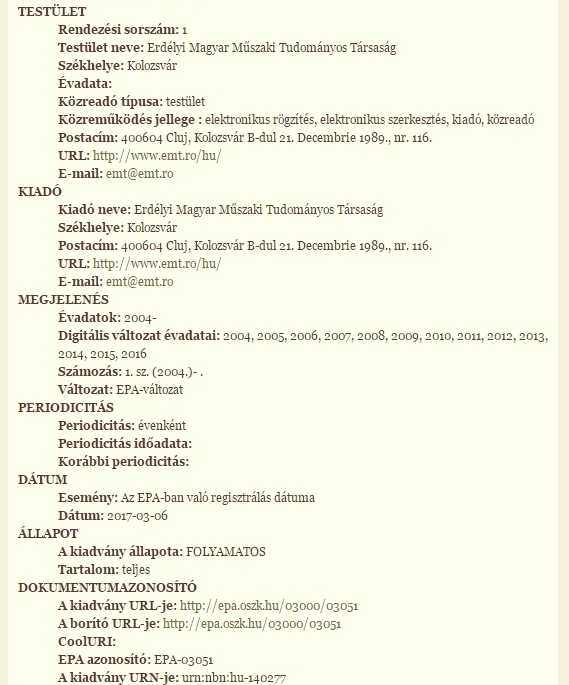 TESTÜLET
Rendezési sorszám: 1
Testület neve: Erdélyi Magyar Műszaki Tudományos Társaság
Székhelye: Kolozsvár
Évadata:
Közreadó típusa: testület
Közreműködés jellege : elektronikus rögzítés, elektronikus szerkesztés, kiadó, közreadó
Postacím: 400604 Cluj, Kolozsvár B-dul 21. Decembrie 1989., nr. 116.
URL: http://www.emt.ro/hu/
E-mail: emt@emt.ro
KIADÓ
Kiadó neve: Erdélyi Magyar Műszaki Tudományos Társaság
Székhelye: Kolozsvár
Postacím: 400604 Cluj, Kolozsvár B-dul 21. Decembrie 1989., nr. 116.
URL: http://www.emt.ro/hu/
E-mail: emt@emt.ro
MEGJELENÉS
Évadatok: 2004-
Digitális változat évadatai: 2004, 2005, 2006, 2007, 2008, 2009, 2010, 2011, 2012, 2013,
2014, 2015, 2016
Számozás: 1. sz. (2004.)- .
Változat: EPA-változat
PERIODICITÁS
Periodicitás: évenként
Periodicitás időadata:
Korábbi periodicitás:
DÁTUM
Esemény: Az EPA-ban való regisztrálás dátuma
Dátum: 2017-03-06
ÁLLAPOT
A kiadvány állapota: FOLYAMATOS
Tartalom: teljes
DOKUMENTUMAZONOSÍTÓ
A kiadvány URL-je: http://epa.oszk.hu/03000/03051
A borító URL-je: http://epa.oszk.hu/03000/03051
CoolURI:
EPA azonosító: EPA-03051
A kiadvány URN-je: urn:nbn:hu-140277